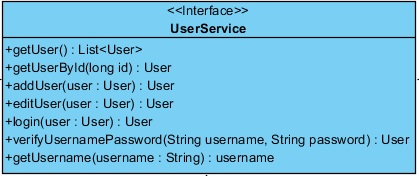 <<Interface>>
UserService
+getUser() : List<User>
+getUserById(long id) : User
+addUser(user : User) : User
+editUser(user : User) : User
+login(user : User) : User
+verifyUsernamePassword(String username, String password) : User
+getUsername(username : String) : username